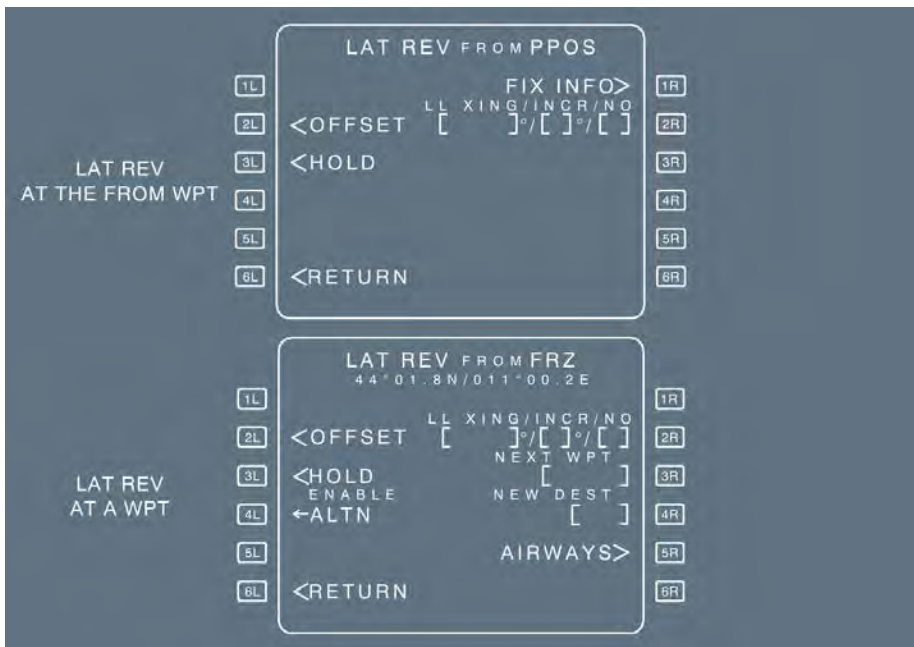 LAT REV FROM PPOS
1L FIX INFO> 1R
LL XING/INCR/NO
2L <OFFSET [ ]°/[ ]°/[ ] 2R
LAT REV
AT THE FROM WPT
3L <HOLD 3R
4L 4R
5L 5R
6L <RETURN 6R
LAT REV FROM FRZ
44°01.8N/011°00.2E
1L 1R
LL XING/INCR/NO
2L <OFFSET [ ]°/[ ]°/[ ] 2R
NEXT WPT
LAT REV
AT A WPT
3L <HOLD [ ] 3R
ENABLE NEW DEST
4L ←ALTN [ ] 4R
5L AIRWAYS> 5R
6L <RETURN 6R